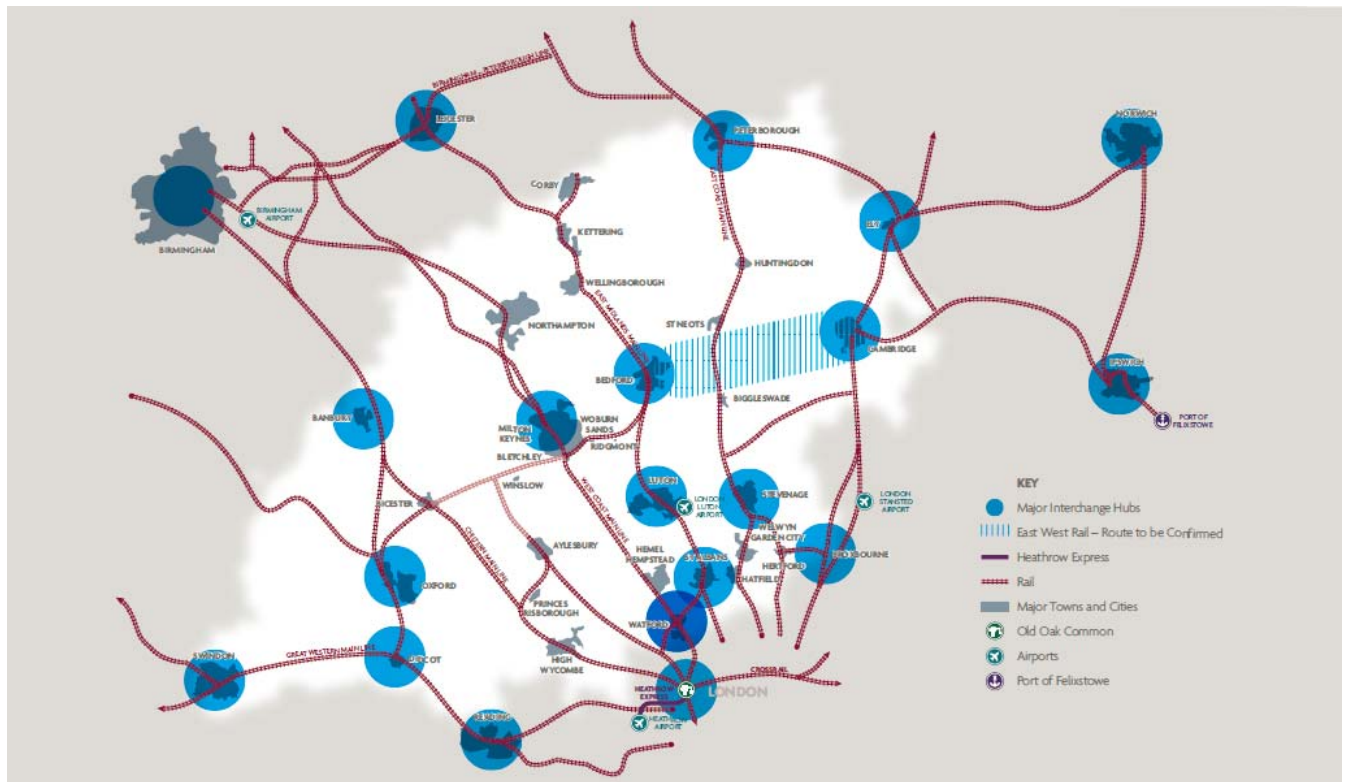 BIRMINGHAM - PETERBOROUGH LINE
LEICESTER
PETERBOROUGH
NORWICH
CORBY
EAST COAST MAIN LINE
BIRMINGHAM
AIRPORT
BIRMINGHAM
KETTERING
ELY
HUNTINGDON
WELLINGBOROUGH
EAST MIDLANDS MAIN
NORTHAMPTON
ST NEOTS
CAMBRIDGE
BEDFORD
IPSWICH
BIGGLESWADE
BANBURY
MILTON
KEYNES
WOBURN
SANDS
RIDGMONT
BLETCHLEY
PORT OF
FELIXSTOWE
WINSLOW
WEST COAST MAIN LINE
LUTON
LONDON
LUTON
AIRPORT
STEVENAGE
LONDON
STANSTED
AIRPORT
BICESTER
CHILTERN MAIN LINE
AYLESBURY
HEMEL
HEMPSTEAD
ST ALBANS
WELWYN
GARDEN CITY
HERTFORD
BROXBOURNE
HATFIELD
OXFORD
PRINCES
RISBOROUGH
WATFORD
HIGH
WYCOMBE
SWINDON
GREAT WESTERN MAIN LINE
DIDCOT
CROSSRAIL
HEATHROW
EXPRESS
LONDON
READING
HEATHROW
AIRPORT
KEY
Major Interchange Hubs
East West Rail – Route to be Confirmed
Heathrow Express
Rail
Major Towns and Cities
Old Oak Common
Airports
Port of Felixstowe